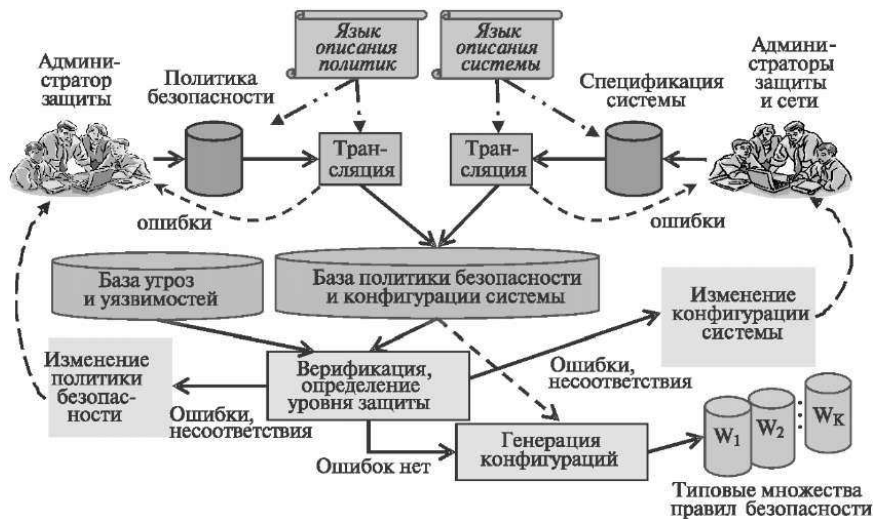 Язык
описания
политик
Язык
описания
системы
Админи-
стратор
защиты
Политика
безопасности
Спецификация
системы
Админи-
страторы
защиты
и сети
Тран-
сляция
Тран-
сляция
ошибки
ошибки
База угроз
и уязвимостей
База политики безопасности
и конфигурации системы
Изменение
конфигурации
системы
Изменение
политики
безопас-
ности
Верификация,
определение
уровня защиты
Ошибки,
несоответствия
Ошибки,
несоответствия
Ошибок нет
Генерация
конфигураций
W1
W2
WK
Типовые множества
правил безопасности